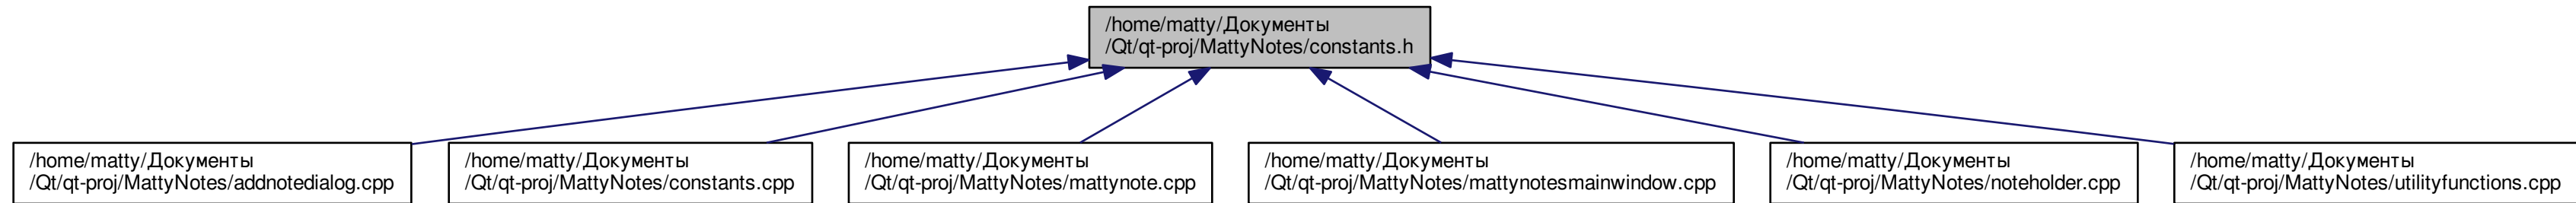 /home/matty/Документы
/Qt/qt-proj/MattyNotes/constants.h
/home/matty/Документы
/Qt/qt-proj/MattyNotes/addnotedialog.cpp
/home/matty/Документы
/Qt/qt-proj/MattyNotes/constants.cpp
/home/matty/Документы
/Qt/qt-proj/MattyNotes/mattynote.cpp
/home/matty/Документы
/Qt/qt-proj/MattyNotes/mattynotesmainwindow.cpp
/home/matty/Документы
/Qt/qt-proj/MattyNotes/noteholder.cpp
/home/matty/Документы
/Qt/qt-proj/MattyNotes/utilityfunctions.cpp